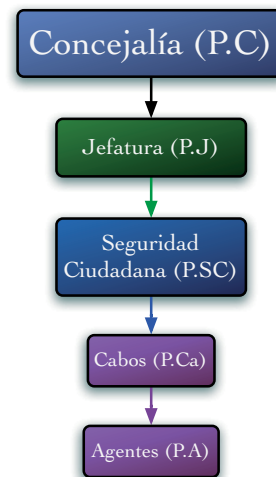 Concejalía (P.C)
Jefatura (P.J)
Seguridad
Ciudadana (P.SC)
Cabos (P.Ca)
Agentes (P.A)